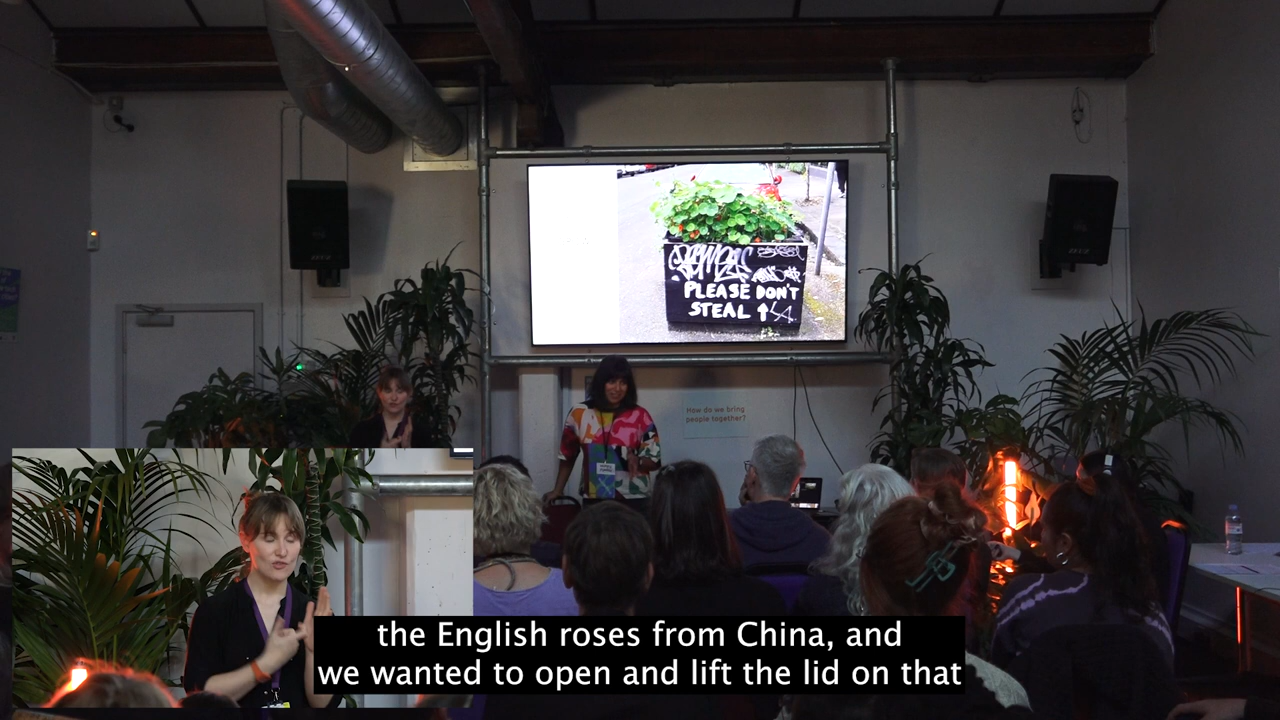 PLEASE DON'T
STEAL ↑
How do we bring
people together?
the English roses from China, and
we wanted to open and lift the lid on that